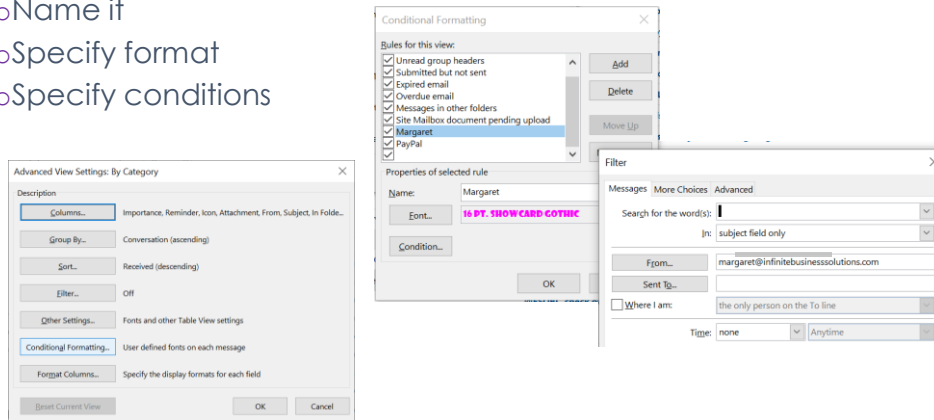 oName it
oSpecify format
oSpecify conditions
Conditional Formatting
Rules for this view:
Unread group headers
Submitted but not sent
Expired email
Overdue email
Messages in other folders
Site Mailbox document pending upload
Margaret
PayPal
Add
Delete
Move Up
Properties of selected rule
Name: Margaret
Font... 16 PT. SHOWCARD GOTHIC
Condition...
OK
Advanced View Settings: By Category
Description
Columns... Importance, Reminder, Icon, Attachment, From, Subject, In Folde...
Group By... Conversation (ascending)
Sort... Received (descending)
Filter... Off
Other Settings... Fonts and other Table View settings
Conditional Formatting... User defined fonts on each message
Format Columns... Specify the display formats for each field
Reset Current View OK Cancel
Filter
Messages More Choices Advanced
Search for the word(s):
In: subject field only
From... margaret@infinitebusinesssolutions.com
Sent To...
Where I am: the only person on the To line
Time: none Anytime